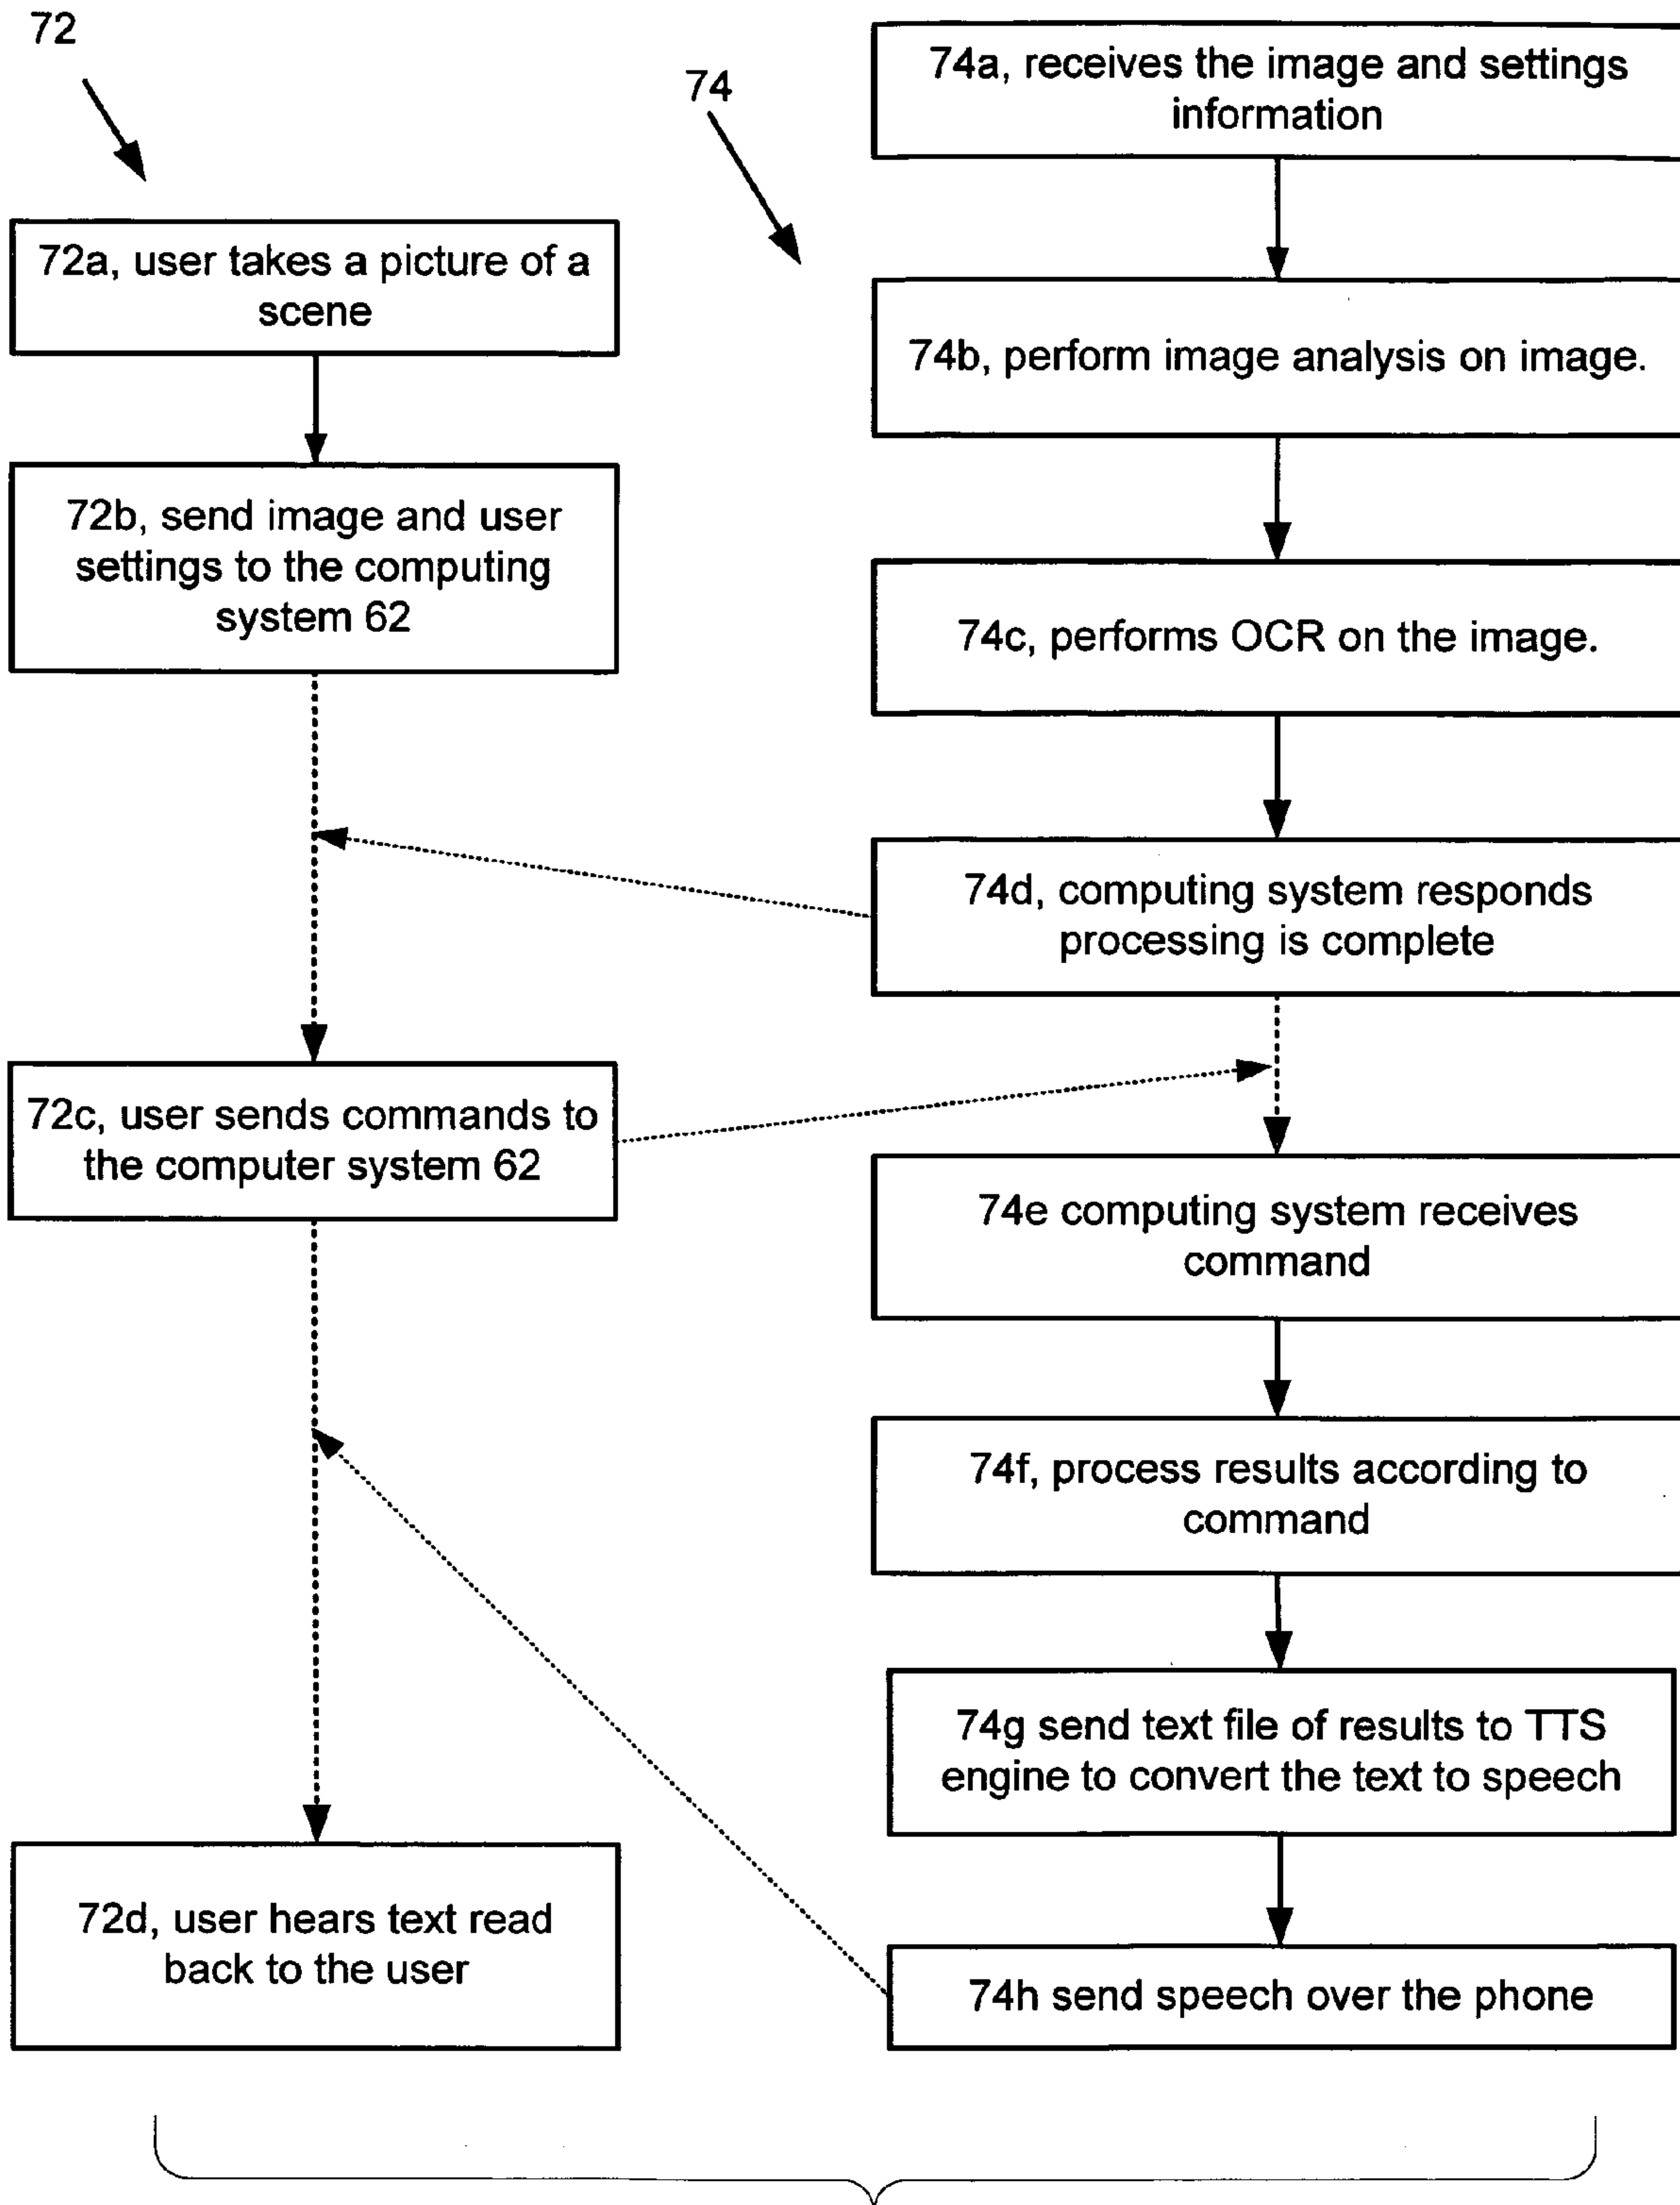 72
72a, user takes a picture of a
scene
72b, send image and user
settings to the computing
system 62
72c, user sends commands to
the computer system 62
72d, user hears text read
back to the user
74
74a, receives the image and settings
information
74b, perform image analysis on image.
74c, performs OCR on the image.
74d, computing system responds
processing is complete
74e computing system receives
command
74f, process results according to
command
74g send text file of results to TTS
engine to convert the text to speech
74h send speech over the phone